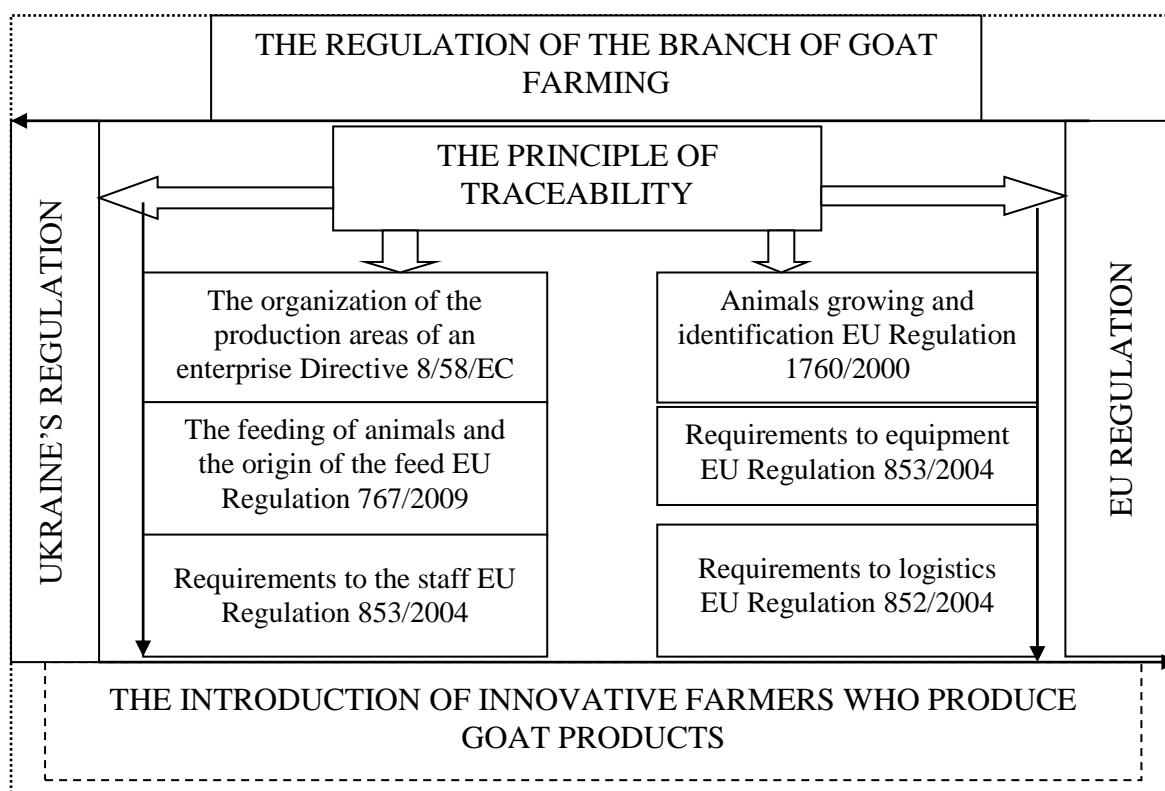 THE REGULATION OF THE BRANCH OF GOAT
FARMING
THE PRINCIPLE OF
TRACEABILITY
UKRAINE'S REGULATION
The organization of the
production areas of an
enterprise Directive 8/58/EC
The feeding of animals and
the origin of the feed EU
Regulation 767/2009
Requirements to the staff EU
Regulation 853/2004
Animals growing and
identification EU Regulation
1760/2000
Requirements to equipment
EU Regulation 853/2004
Requirements to logistics
EU Regulation 852/2004
EU REGULATION
THE INTRODUCTION OF INNOVATIVE FARMERS WHO PRODUCE
GOAT PRODUCTS